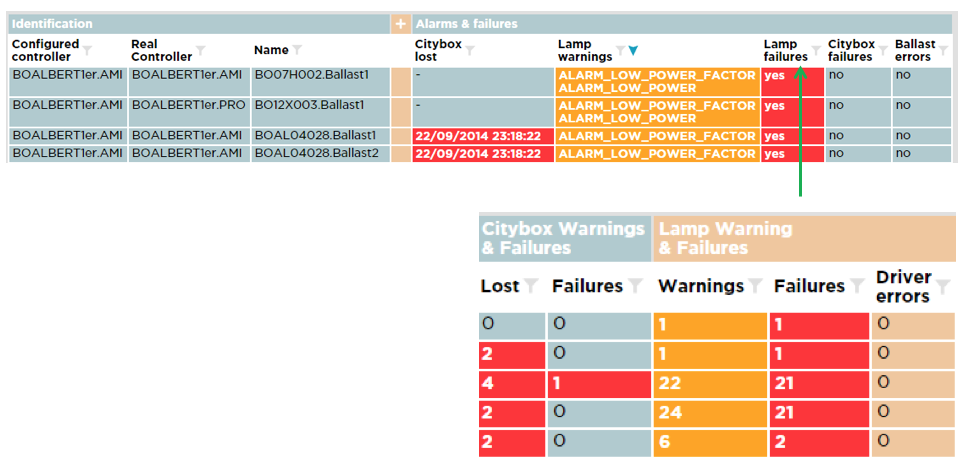 Identification + Alarms & failures
Configured controller Real Controller Name Citybox lost Lamp warnings Lamp failures Citybox failures Ballast errors
BOALBERT1er.AMI BOALBERT1er.AMI BO07H002.Ballast1 - ALARM_LOW_POWER_FACTOR yes no no
ALARM_LOW_POWER
BOALBERT1er.AMI BOALBERT1er.PRO BO12X003.Ballast1 - ALARM_LOW_POWER_FACTOR yes no no
ALARM_LOW_POWER
BOALBERT1er.AMI BOALBERT1er.AMI BOAL04028.Ballast1 22/09/2014 23:18:22 ALARM_LOW_POWER_FACTOR yes no no
BOALBERT1er.AMI BOALBERT1er.AMI BOAL04028.Ballast2 22/09/2014 23:18:22 ALARM_LOW_POWER_FACTOR yes no no
Citybox Warnings Lamp Warning
& Failures & Failures
Lost Failures Warnings Failures Driver errors
0 0 1 1 0
2 0 1 1 0
4 1 22 21 0
2 0 24 21 0
2 0 6 2 0